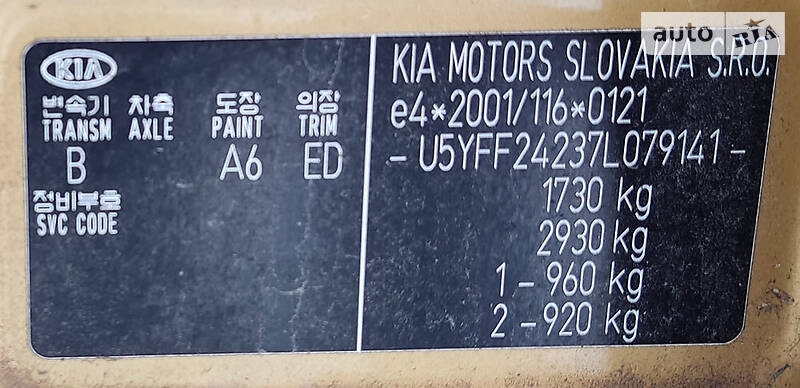 auto RIA
KIA
변속기 차축 도장 의장
TRANSM AXLE PAINT TRIM
B A6 ED
정비부호
SVC CODE
KIA MOTORS SLOVAKIA S.R.O.
e4*2001/116*0121
- U5YFF24237L079141 -
1730 kg
2930 kg
1 - 960 kg
2 - 920 kg